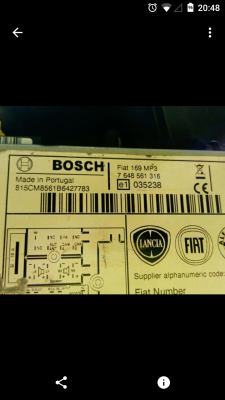 20:48
BOSCH
Fiat 169 MP3
Made in Portugal
7 648 561 316
815CM8561B6427783
e1 035238
CE
LANCIA
FIAT
Supplier alphanumeric code:
Fiat Number